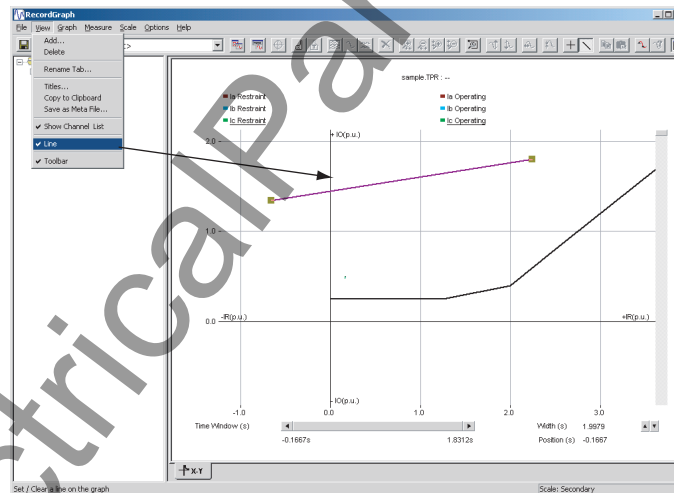 RecordGraph
File View Graph Measure Scale Options Help
Add...
Delete
Rename Tab...
Titles...
Copy to Clipboard
Save as Meta File...
Show Channel List
Line
Toolbar
sample.TPR : --
Ia Restraint Ia Operating
Ib Restraint Ib Operating
Ic Restraint Ic Operating
+ IO(p.u.)
2.0
1.0
0.0 -IR(p.u.) +IR(p.u.)
- IO(p.u.)
-1.0 0.0 1.0 2.0 3.0
Time Window (s) Width (s) 1.9979
-0.1667s 1.8312s Position (s) -0.1667
X-Y
Set / Clear a line on the graph Scale: Secondary